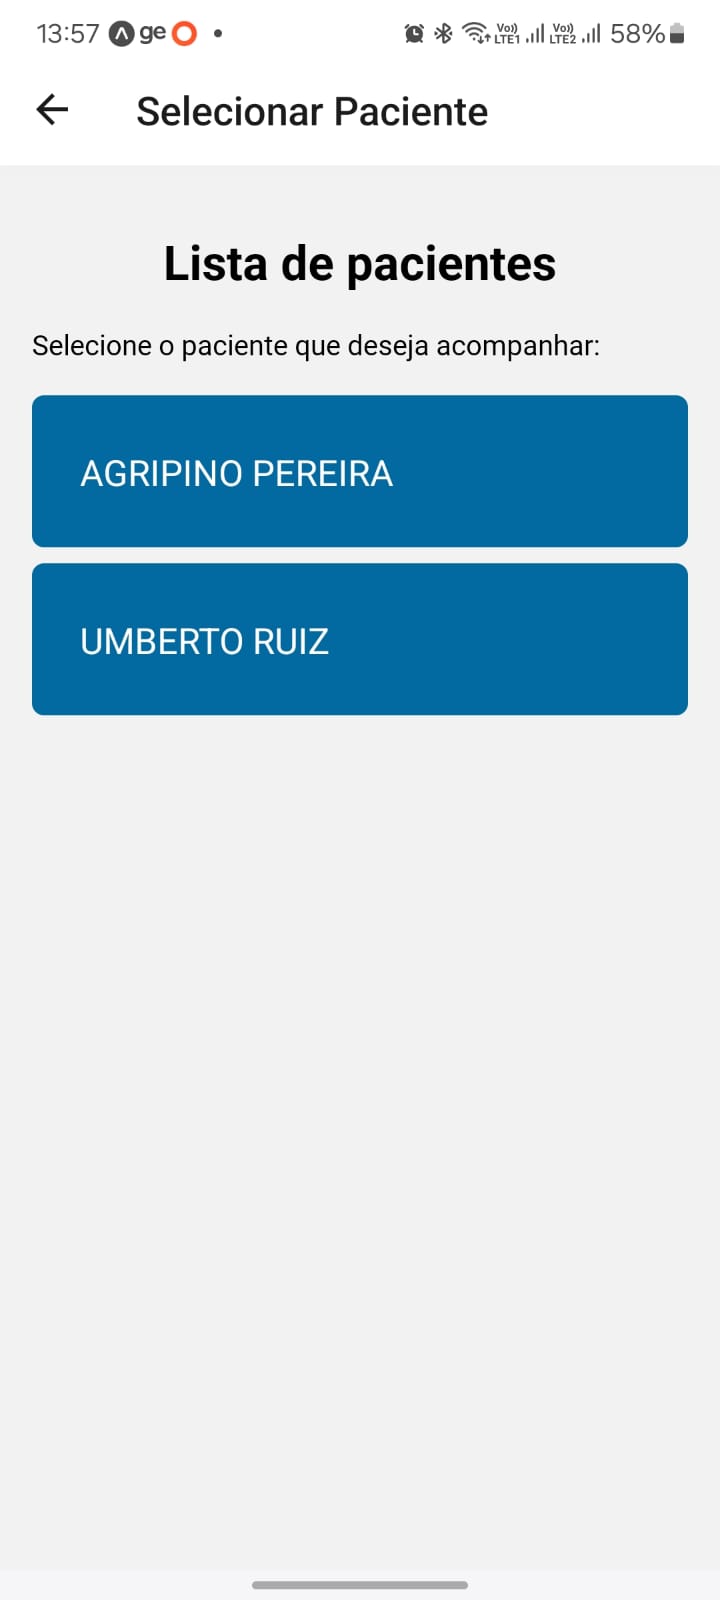 13:57 ge Vo)) LTE1 Vo)) LTE2 58%
Selecionar Paciente
Lista de pacientes
Selecione o paciente que deseja acompanhar:
AGRIPINO PEREIRA
UMBERTO RUIZ